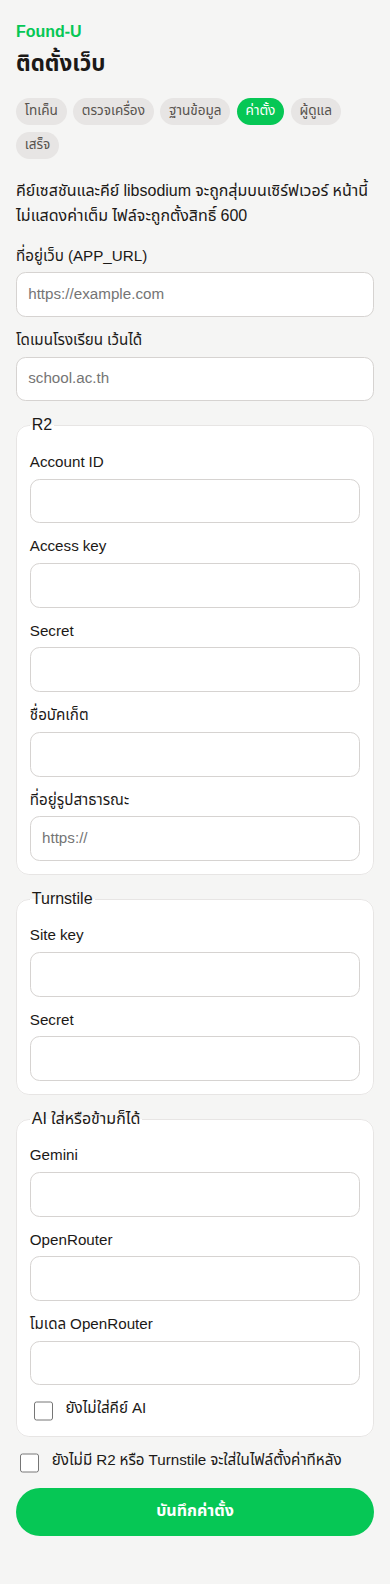 Found-U
ติดตั้งเว็บ
โทเค็น ตรวจเครื่อง ฐานข้อมูล ค่าตั้ง ผู้ดูแล
เสร็จ
คีย์เซสชันและคีย์ libsodium จะถูกสุ่มบนเซิร์ฟเวอร์ หน้านี้
ไม่แสดงค่าเต็ม ไฟล์จะถูกตั้งสิทธิ์ 600
ที่อยู่เว็บ (APP_URL)
https://example.com
โดเมนโรงเรียน เว้นได้
school.ac.th
R2
Account ID
Access key
Secret
ชื่อบัคเก็ต
ที่อยู่รูปสาธารณะ
https://
Turnstile
Site key
Secret
AI ใส่หรือข้ามก็ได้
Gemini
OpenRouter
โมเดล OpenRouter
ยังไม่ใส่คีย์ AI
ยังไม่มี R2 หรือ Turnstile จะใส่ในไฟล์ตั้งค่าทีหลัง
บันทึกค่าตั้ง